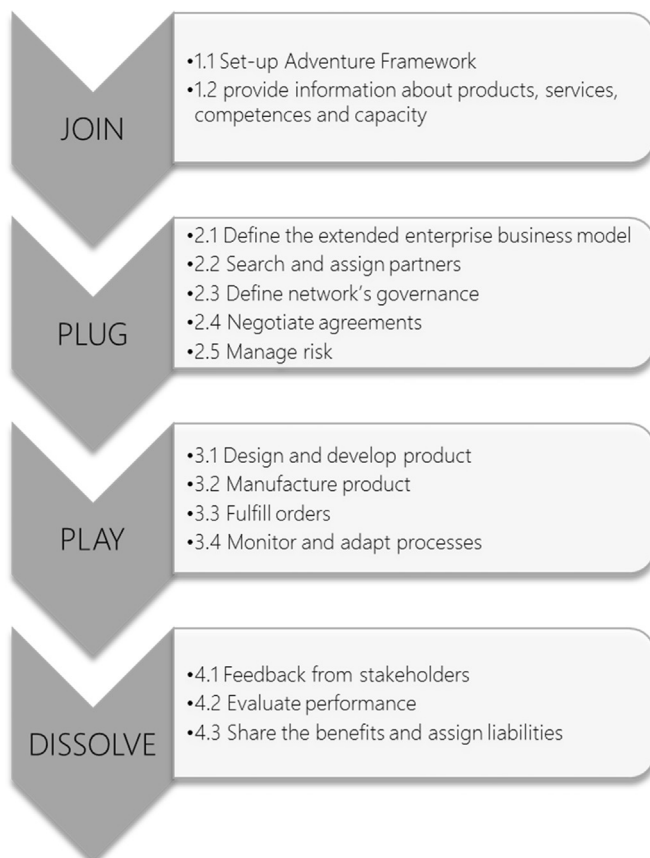 JOIN
•1.1 Set-up Adventure Framework
•1.2 provide information about products, services,
competences and capacity
PLUG
•2.1 Define the extended enterprise business model
•2.2 Search and assign partners
•2.3 Define network’s governance
•2.4 Negotiate agreements
•2.5 Manage risk
PLAY
•3.1 Design and develop product
•3.2 Manufacture product
•3.3 Fulfill orders
•3.4 Monitor and adapt processes
DISSOLVE
•4.1 Feedback from stakeholders
•4.2 Evaluate performance
•4.3 Share the benefits and assign liabilities